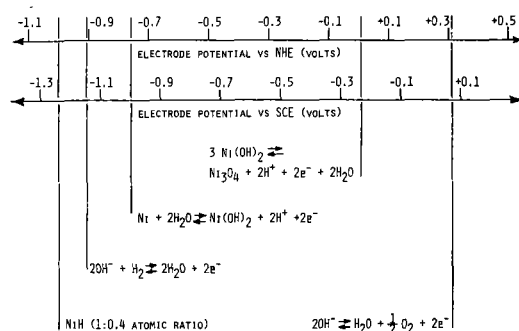 -1.1 -0.9 -0.7 -0.5 -0.3 -0.1 +0.1 +0.3 +0.5
ELECTRODE POTENTIAL VS NHE (VOLTS)
-1.3 -1.1 -0.9 -0.7 -0.5 -0.3 -0.1 +0.1
ELECTRODE POTENTIAL VS SCE (VOLTS)
3 Ni(OH)₂ ⇄
Ni₃O₄ + 2H⁺ + 2e⁻ + 2H₂O
Ni + 2H₂O ⇄ Ni(OH)₂ + 2H⁺ +2e⁻
2OH⁻ + H₂ ⇄ 2H₂O + 2e⁻
NiH (1:0.4 ATOMIC RATIO)
2OH⁻ ⇄ H₂O + ½ O₂ + 2e⁻